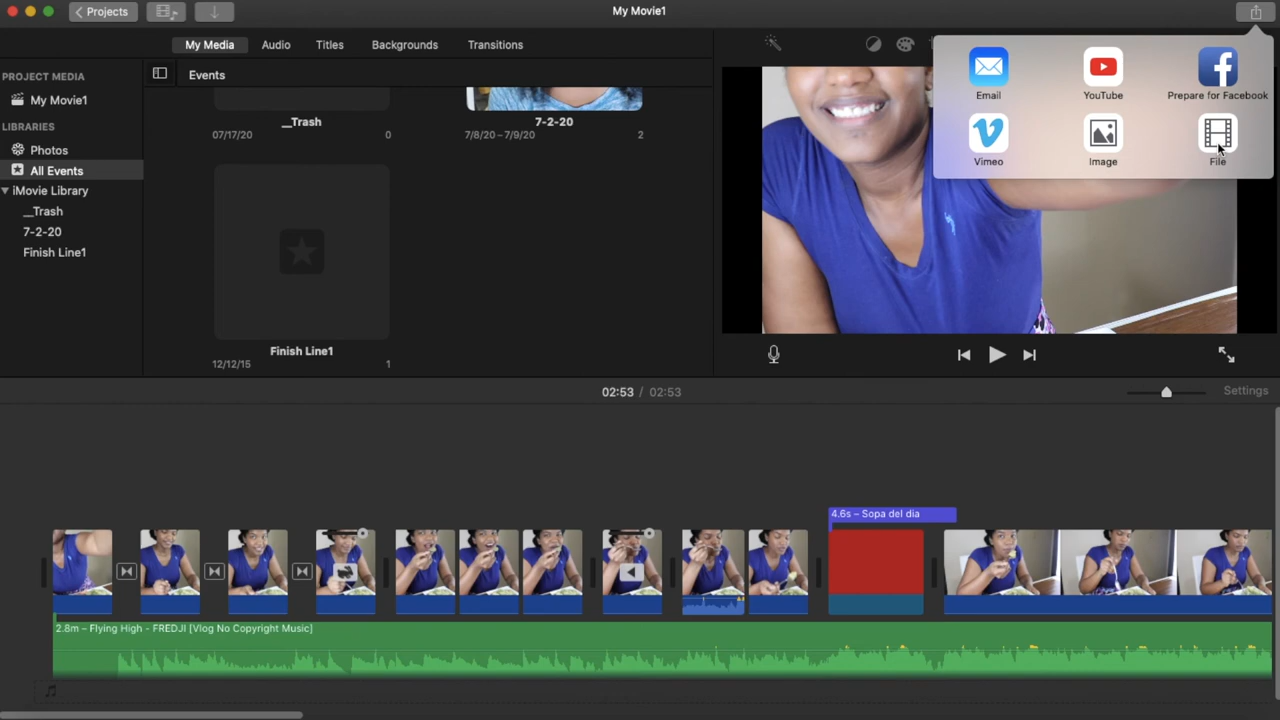 Projects
My Movie1
My Media
Audio
Titles
Backgrounds
Transitions
PROJECT MEDIA
My Movie1
LIBRARIES
Photos
All Events
iMovie Library
__Trash
7-2-20
Finish Line1
Events
__Trash
07/17/20
0
7-2-20
7/8/20 – 7/9/20
2
Finish Line1
12/12/15
1
Email
YouTube
Prepare for Facebook
Vimeo
Image
File
02:53 / 02:53
Settings
4.6s – Sopa del dia
2.8m – Flying High - FREDJI [Vlog No Copyright Music]